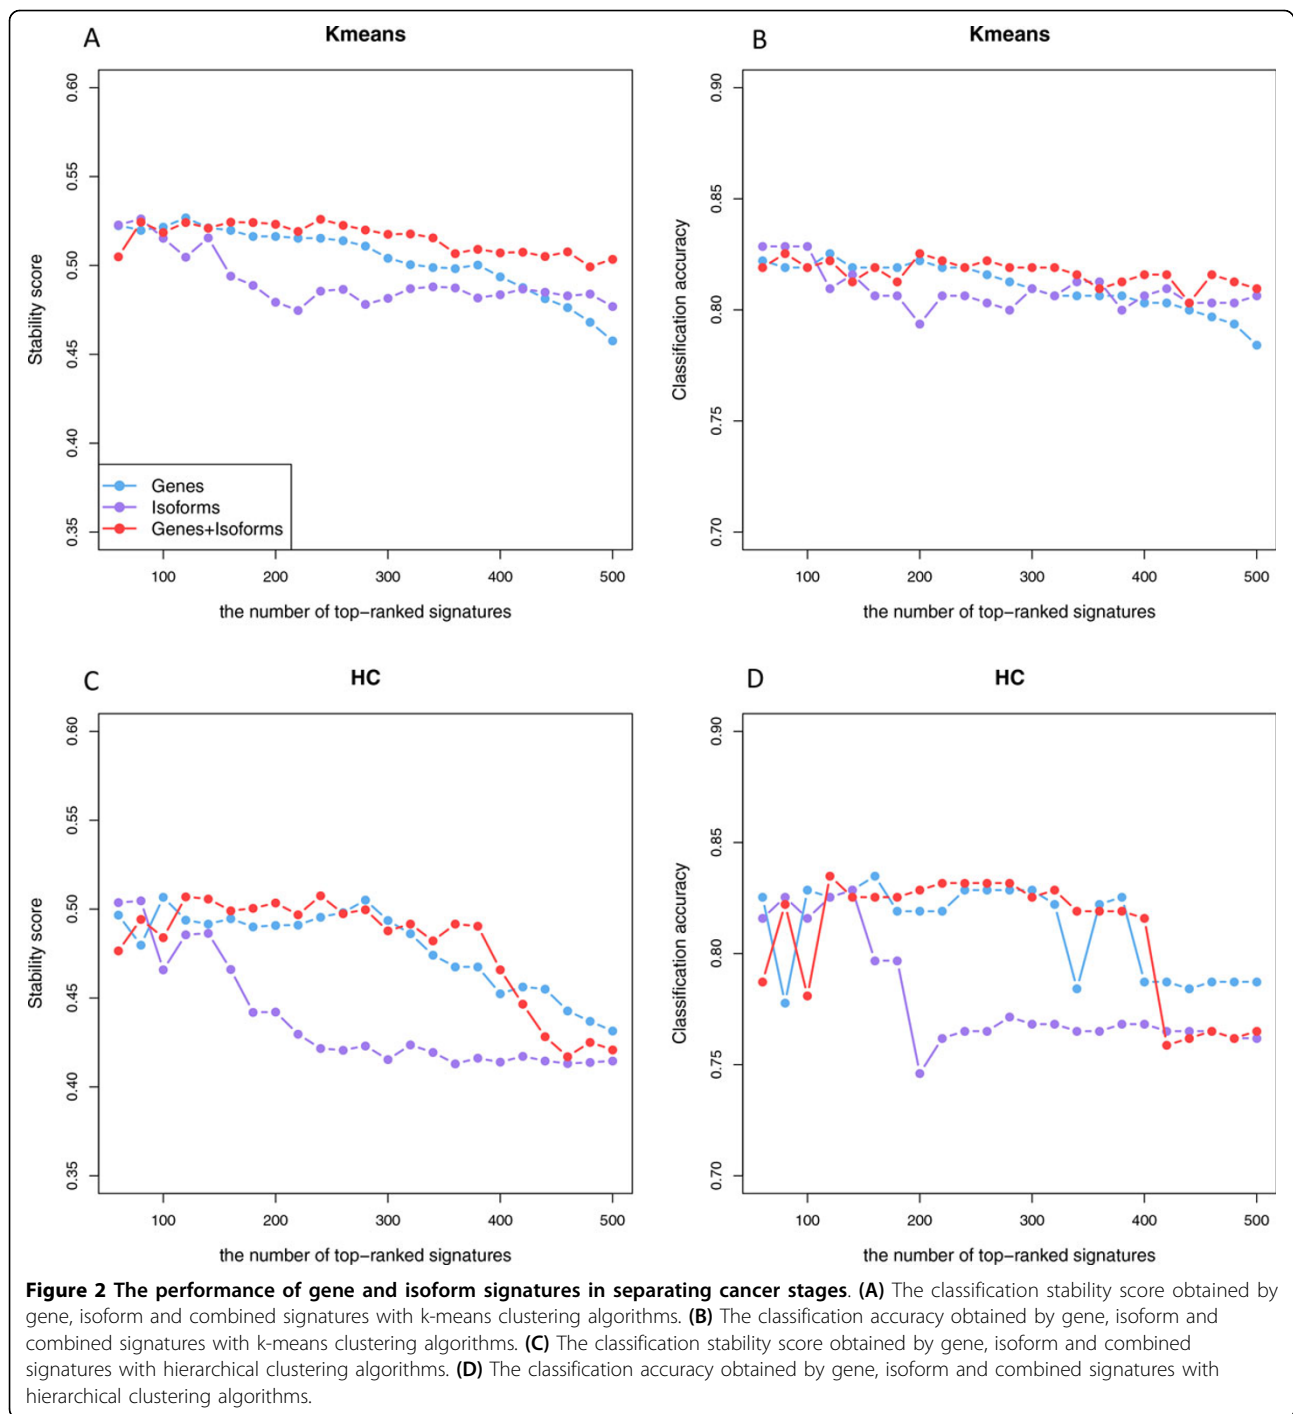 A
Kmeans
Stability score
0.60
0.55
0.50
0.45
0.40
0.35
Genes
Isoforms
Genes+Isoforms
100 200 300 400 500
the number of top−ranked signatures
B
Kmeans
Classification accuracy
0.90
0.85
0.80
0.75
0.70
100 200 300 400 500
the number of top−ranked signatures
C
HC
Stability score
0.60
0.55
0.50
0.45
0.40
0.35
100 200 300 400 500
the number of top−ranked signatures
D
HC
Classification accuracy
0.90
0.85
0.80
0.75
0.70
100 200 300 400 500
the number of top−ranked signatures
Figure 2 The performance of gene and isoform signatures in separating cancer stages. (A) The classification stability score obtained by
gene, isoform and combined signatures with k-means clustering algorithms. (B) The classification accuracy obtained by gene, isoform and
combined signatures with k-means clustering algorithms. (C) The classification stability score obtained by gene, isoform and combined
signatures with hierarchical clustering algorithms. (D) The classification accuracy obtained by gene, isoform and combined signatures with
hierarchical clustering algorithms.